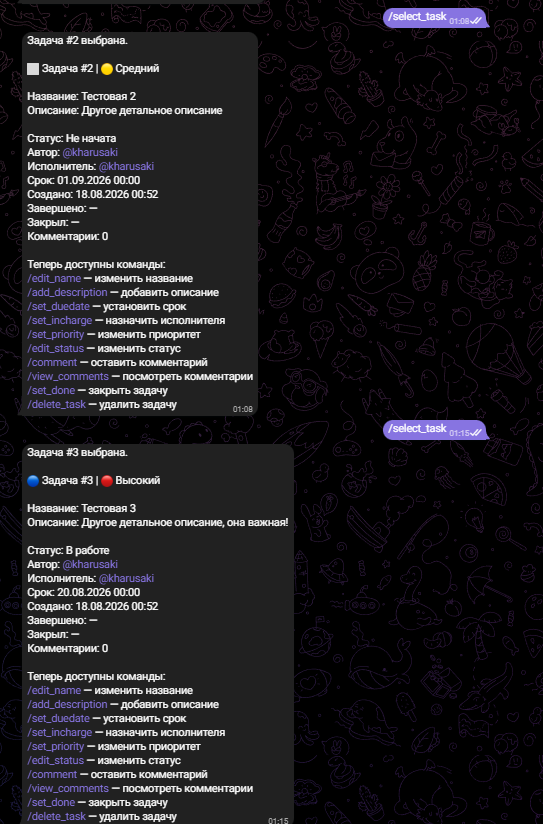 /select_task 01:08
Задача #2 выбрана.
Задача #2 | Средний
Название: Тестовая 2
Описание: Другое детальное описание
Статус: Не начата
Автор: @kharusaki
Исполнитель: @kharusaki
Срок: 01.09.2026 00:00
Создано: 18.08.2026 00:52
Завершено: —
Закрыл: —
Комментарии: 0
Теперь доступны команды:
/edit_name — изменить название
/add_description — добавить описание
/set_duedate — установить срок
/set_incharge — назначить исполнителя
/set_priority — изменить приоритет
/edit_status — изменить статус
/comment — оставить комментарий
/view_comments — посмотреть комментарии
/set_done — закрыть задачу
/delete_task — удалить задачу
01:08
/select_task 01:15
Задача #3 выбрана.
Задача #3 | Высокий
Название: Тестовая 3
Описание: Другое детальное описание, она важная!
Статус: В работе
Автор: @kharusaki
Исполнитель: @kharusaki
Срок: 20.08.2026 00:00
Создано: 18.08.2026 00:52
Завершено: —
Закрыл: —
Комментарии: 0
Теперь доступны команды:
/edit_name — изменить название
/add_description — добавить описание
/set_duedate — установить срок
/set_incharge — назначить исполнителя
/set_priority — изменить приоритет
/edit_status — изменить статус
/comment — оставить комментарий
/view_comments — посмотреть комментарии
/set_done — закрыть задачу
/delete_task — удалить задачу
01:15